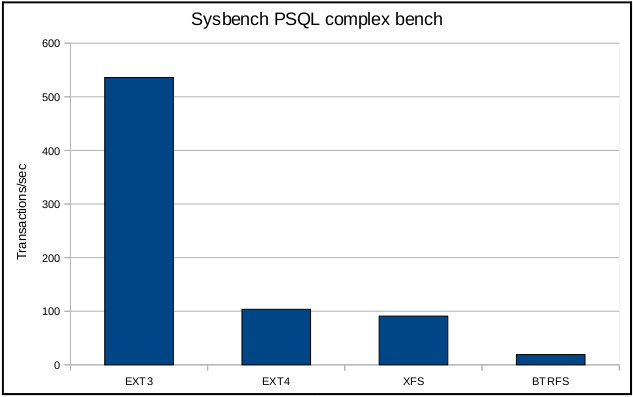 Sysbench PSQL complex bench
Transactions/sec
600
500
400
300
200
100
0
EXT3 EXT4 XFS BTRFS